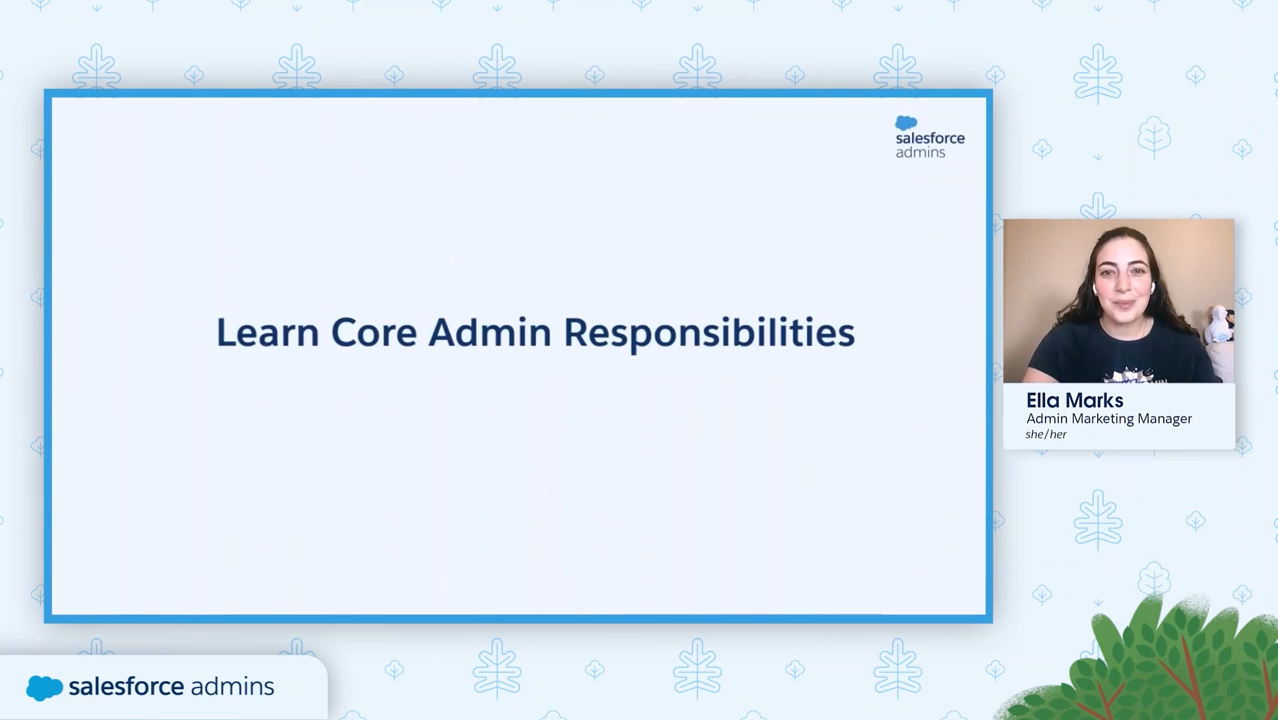 salesforce
admins
Learn Core Admin Responsibilities
Ella Marks
Admin Marketing Manager
she/her
salesforce admins